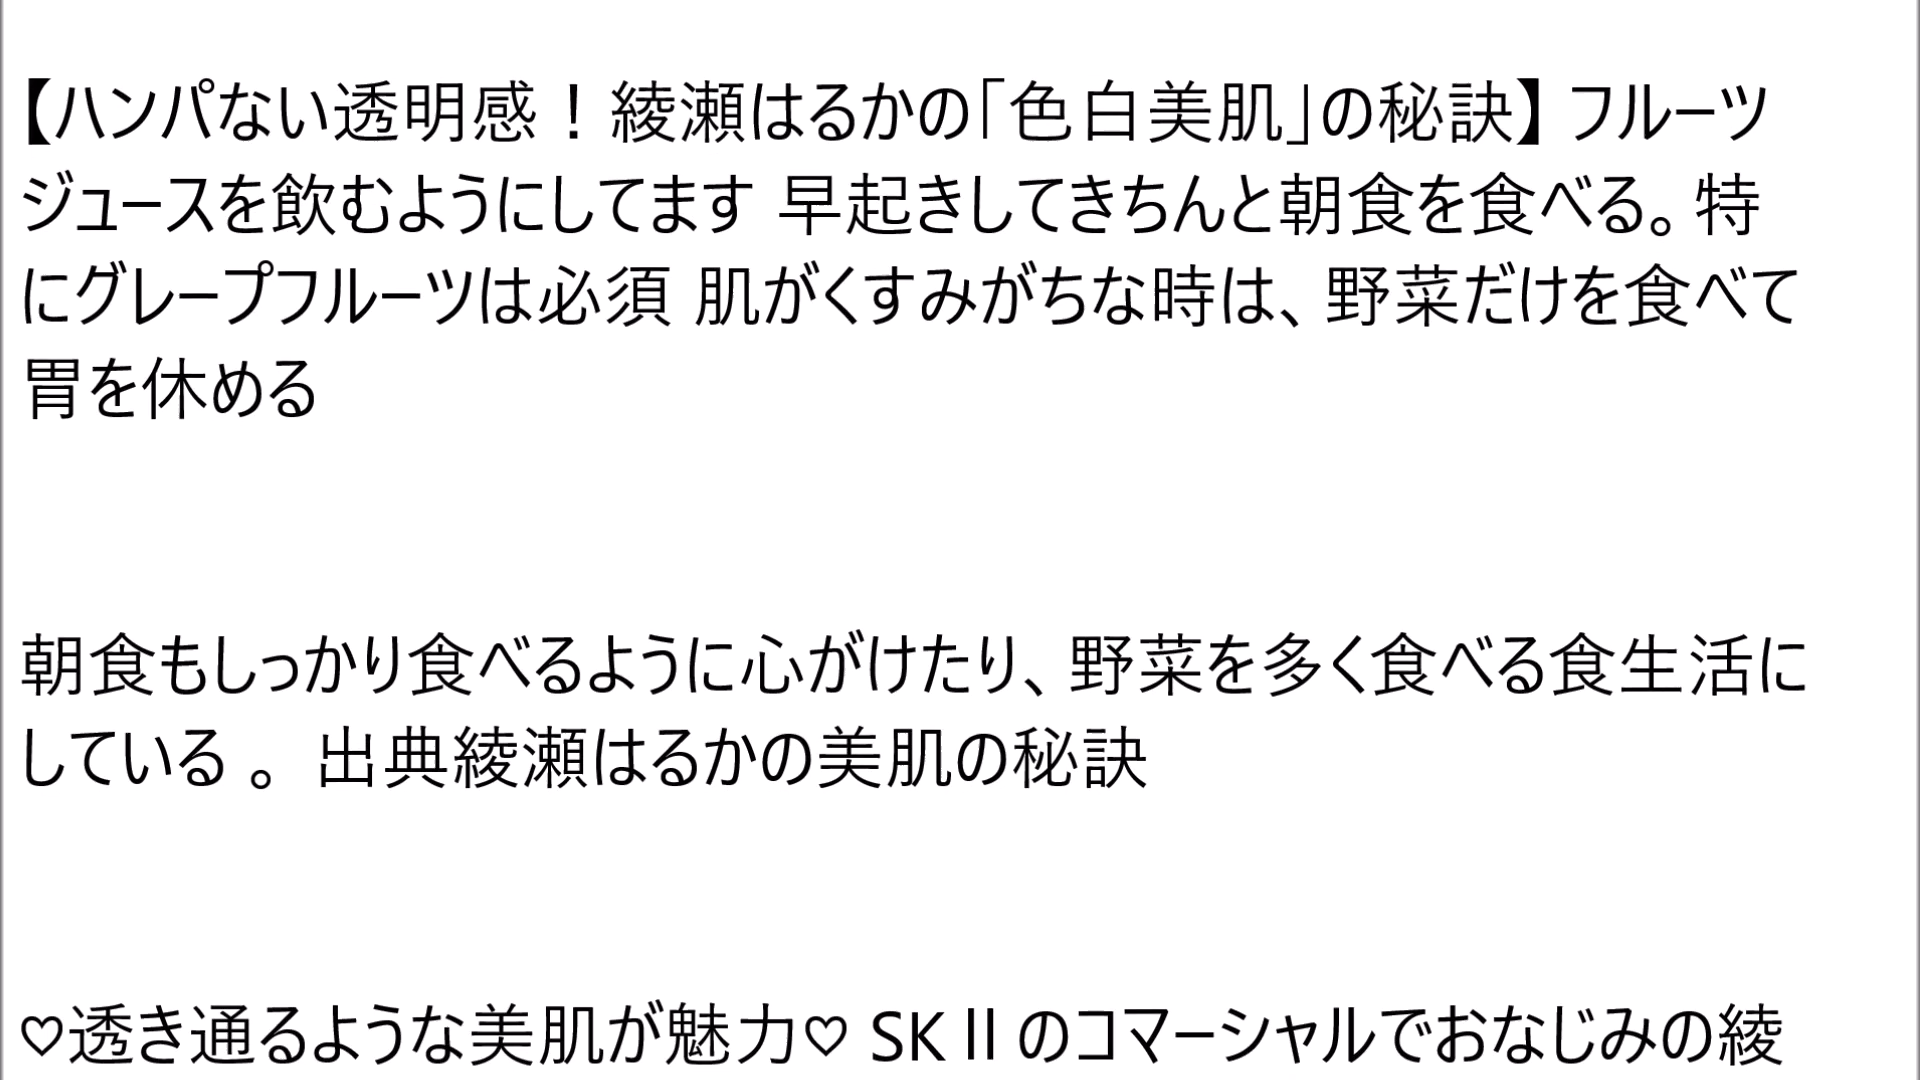 【ハンパない透明感！綾瀬はるかの「色白美肌」の秘訣】 フルーツ
ジュースを飲むようにしてます 早起きしてきちんと朝食を食べる。特
にグレープフルーツは必須 肌がくすみがちな時は、野菜だけを食べて
胃を休める
朝食もしっかり食べるように心がけたり、野菜を多く食べる食生活に
している 。 出典綾瀬はるかの美肌の秘訣
♡透き通るような美肌が魅力♡ SKⅡのコマーシャルでおなじみの綾